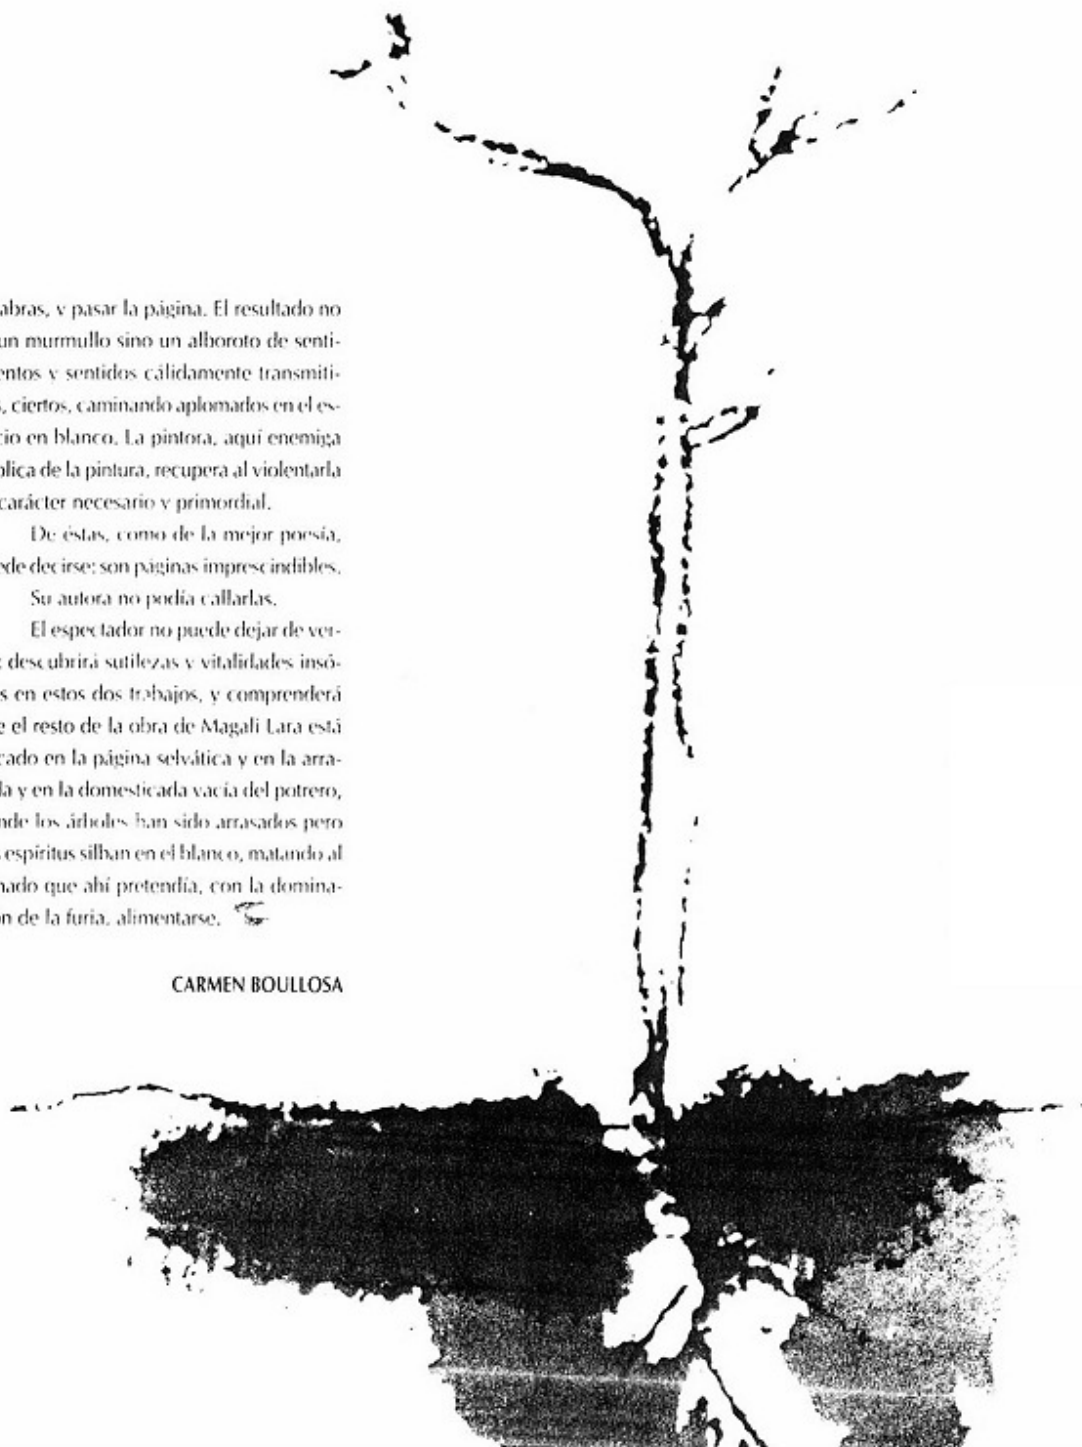 abras, y pasar la página. El resultado no
un murmullo sino un alboroto de senti-
entos y sentidos cálidamente transmiti-
s, ciertos, caminando aplomados en el es-
cio en blanco. La pintora, aquí enemiga
olica de la pintura, recupera al violentarla
carácter necesario y primordial.
De éstas, como de la mejor poesía,
ede decirse: son páginas imprescindibles.
Su autora no podía callarlas.
El espectador no puede dejar de ver-
: descubrirá sutilezas y vitalidades insó-
s en estos dos trabajos, y comprenderá
e el resto de la obra de Magali Lara está
cado en la página selvática y en la arra-
da y en la domesticada vacía del potrero,
nde los árboles han sido arrasados pero
espíritus silban en el blanco, matando al
nado que ahí pretendía, con la domina-
ón de la furia, alimentarse.
CARMEN BOULLOSA